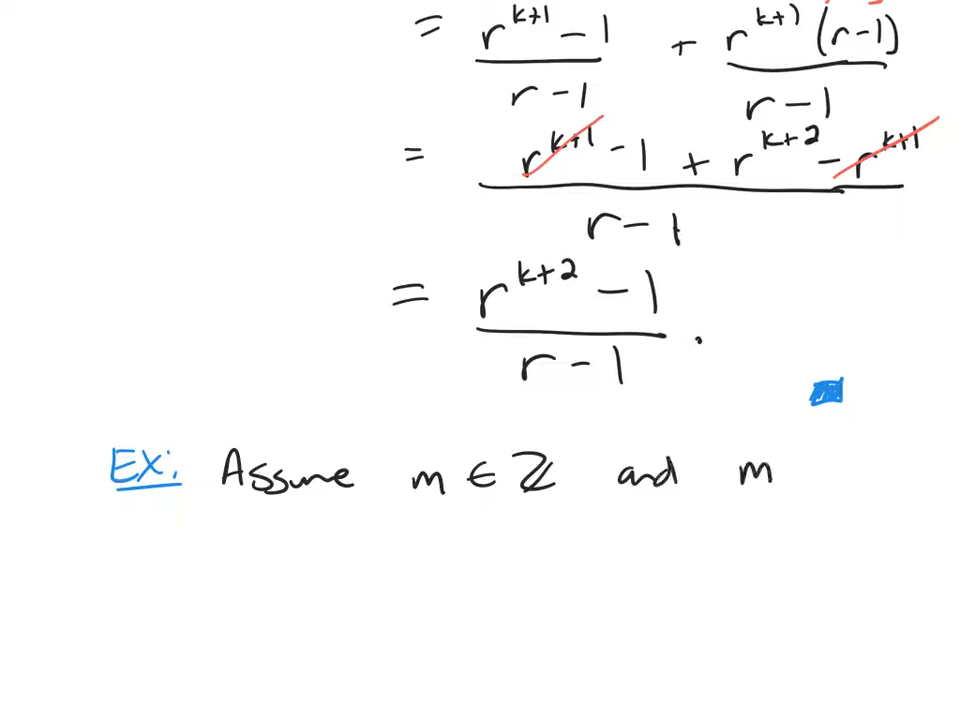 = (r^{k+1} - 1)/(r - 1) + (r^{k+1} (r-1))/(r - 1)
= (r^{k+1} - 1 + r^{k+2} - r^{k+1})/(r - 1)
= (r^{k+2} - 1)/(r - 1) .
EX: Assume m ∈ ℤ and m